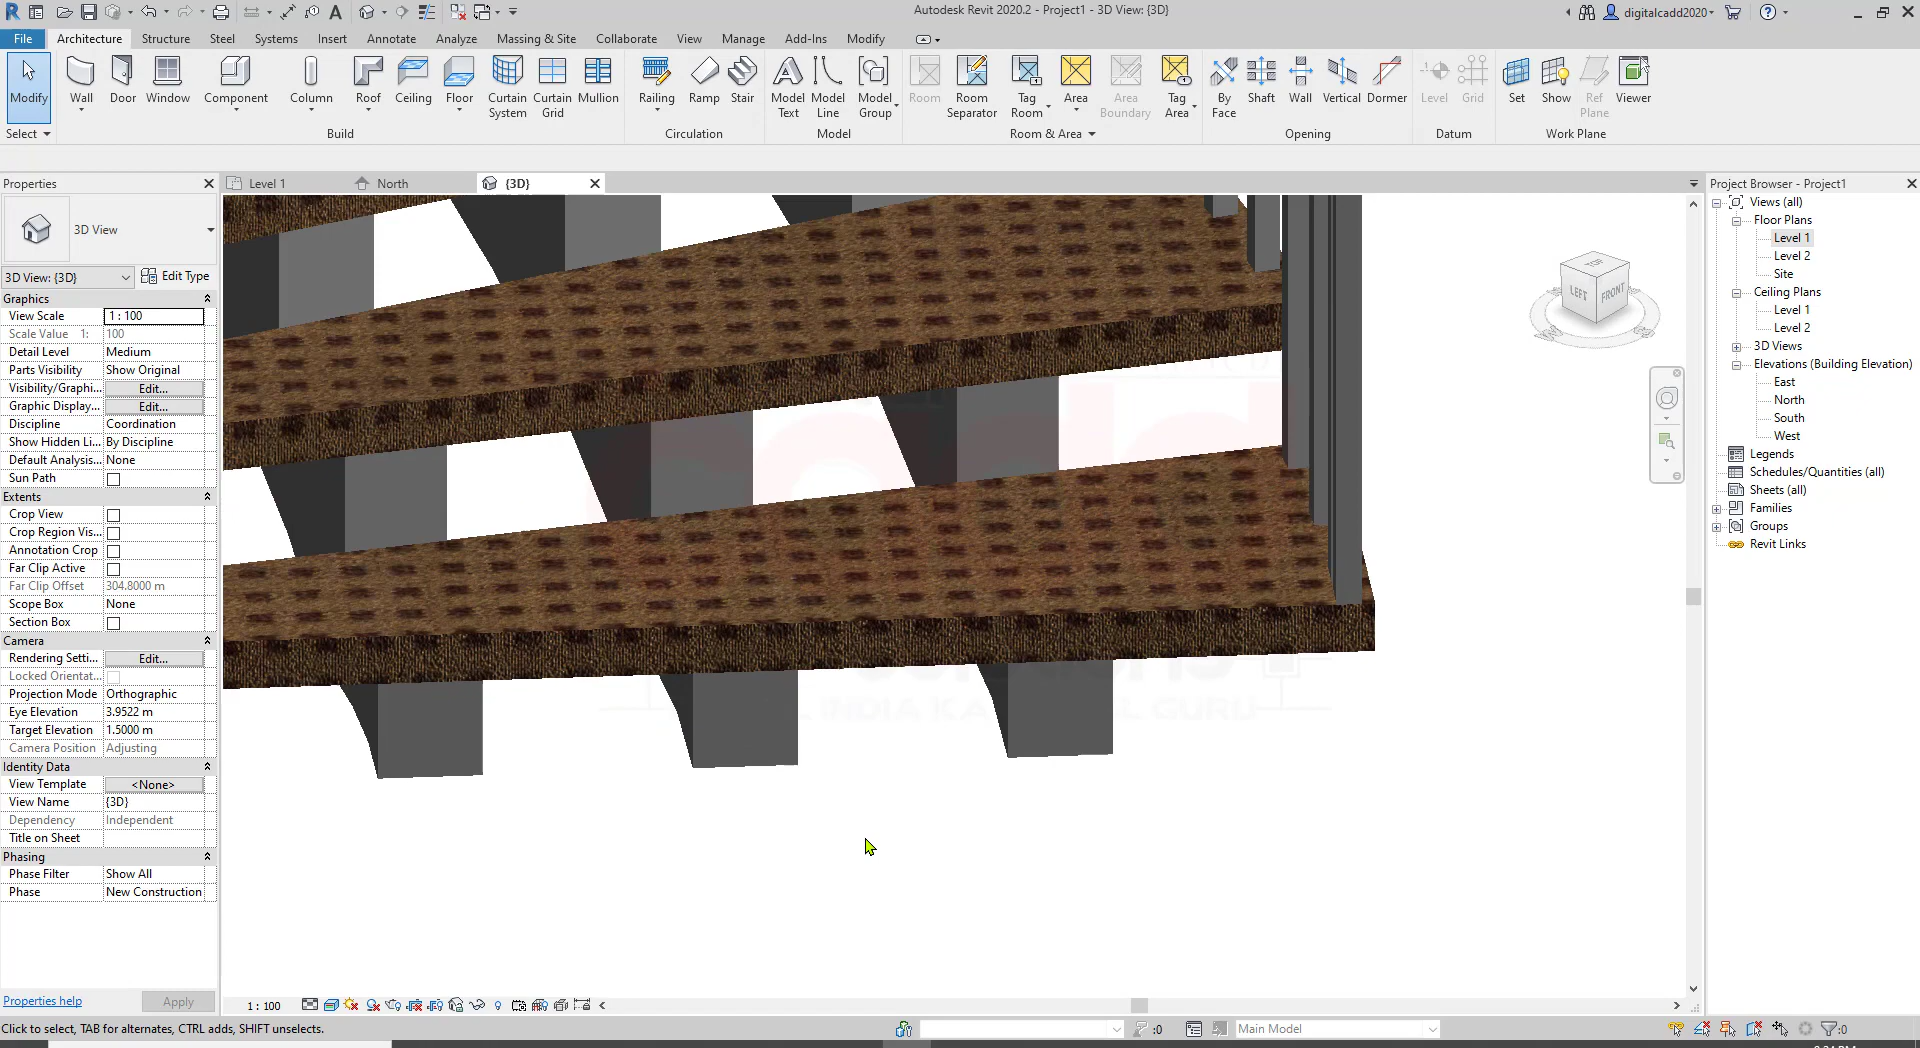 Autodesk Revit 2020.2 - Project1 - 3D View: {3D}
digitalcadd2020
File Architecture Structure Steel Systems Insert Annotate Analyze Massing & Site Collaborate View Manage Add-Ins Modify
Modify Wall Door Window Component Column Roof Ceiling Floor Curtain System Curtain Grid Mullion Railing Ramp Stair Model Text Model Line Model Group Room Room Separator Tag Room Area Area Boundary Tag Area By Face Shaft Wall Vertical Dormer Level Grid Set Show Ref Plane Viewer
Select Build Circulation Model Room & Area Opening Datum Work Plane
Properties
3D View
3D View: {3D} Edit Type
Graphics
View Scale 1 : 100
Scale Value 1: 100
Detail Level Medium
Parts Visibility Show Original
Visibility/Graphi... Edit...
Graphic Display... Edit...
Discipline Coordination
Show Hidden Li... By Discipline
Default Analysis... None
Sun Path
Extents
Crop View
Crop Region Vis...
Annotation Crop
Far Clip Active
Far Clip Offset 304.8000 m
Scope Box None
Section Box
Camera
Rendering Setti... Edit...
Locked Orientat...
Projection Mode Orthographic
Eye Elevation 3.9522 m
Target Elevation 1.5000 m
Camera Position Adjusting
Identity Data
View Template <None>
View Name {3D}
Dependency Independent
Title on Sheet
Phasing
Phase Filter Show All
Phase New Construction
Properties help Apply
Level 1 North {3D}
TOP
LEFT FRONT
Project Browser - Project1
Views (all)
Floor Plans
Level 1
Level 2
Site
Ceiling Plans
Level 1
Level 2
3D Views
Elevations (Building Elevation)
East
North
South
West
Legends
Schedules/Quantities (all)
Sheets (all)
Families
Groups
Revit Links
1 : 100
Click to select, TAB for alternates, CTRL adds, SHIFT unselects.
:0
Main Model
:0